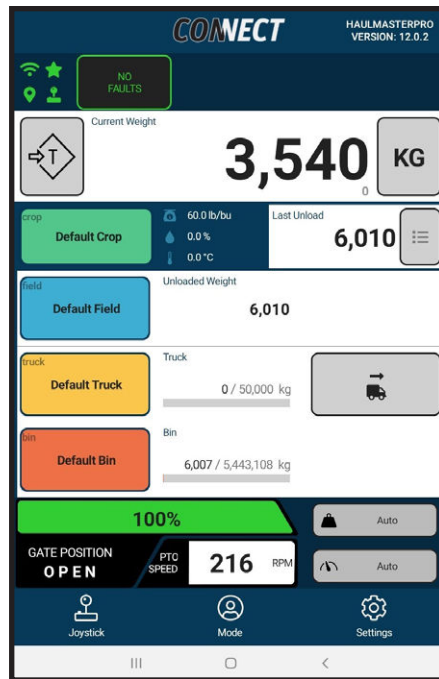 CONNECT
HAULMASTERPRO
VERSION: 12.0.2
NO
FAULTS
Current Weight
T
3,540
0
KG
crop
Default Crop
60.0 lb/bu
0.0 %
0.0 °C
Last Unload
6,010
field
Default Field
Unloaded Weight
6,010
truck
Default Truck
Truck
0 / 50,000 kg
bin
Default Bin
Bin
6,007 / 5,443,108 kg
100%
Auto
GATE POSITION
OPEN
PTO
SPEED
216 RPM
Auto
Joystick
Mode
Settings